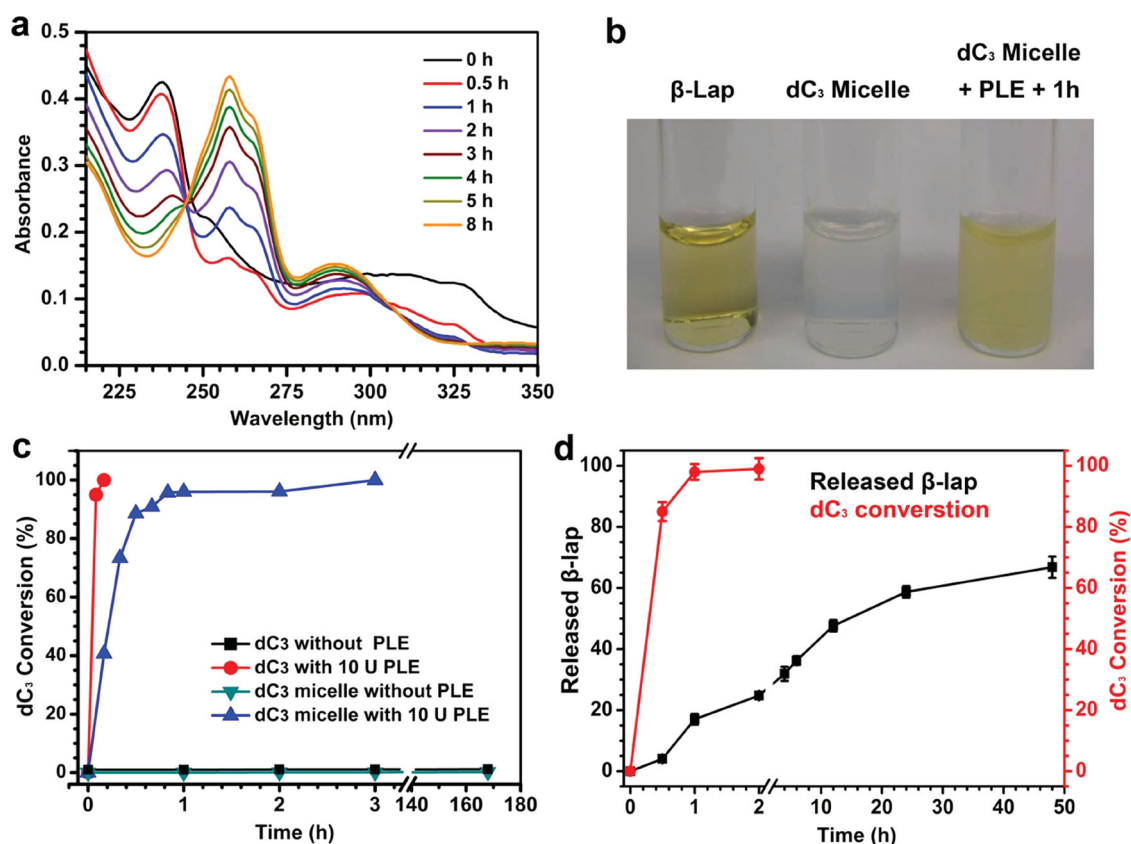 a
0.5
0.4
0.3
0.2
0.1
0.0
Absorbance
0 h
0.5 h
1 h
2 h
3 h
4 h
5 h
8 h
225 250 275 300 325 350
Wavelength (nm)
b
β-Lap
dC₃ Micelle
dC₃ Micelle
+ PLE + 1h
c
100
80
60
40
20
0
dC₃ Conversion (%)
dC₃ without PLE
dC₃ with 10 U PLE
dC₃ micelle without PLE
dC₃ micelle with 10 U PLE
0 1 2 3 140 160 180
Time (h)
d
100
80
60
40
20
0
Released β-lap
Released β-lap
dC₃ converstion
100
80
60
40
20
0
dC₃ Conversion (%)
0 1 2 10 20 30 40 50
Time (h)